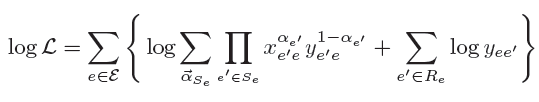 \log \mathcal{L} = \sum_{e \in \mathcal{E}} \left\{ \log \sum_{\vec{\alpha}_{S_e}} \prod_{e' \in S_e} x_{e'e}^{\alpha_{e'}} y_{e'e}^{1-\alpha_{e'}} + \sum_{e' \in R_e} \log y_{ee'} \right\}